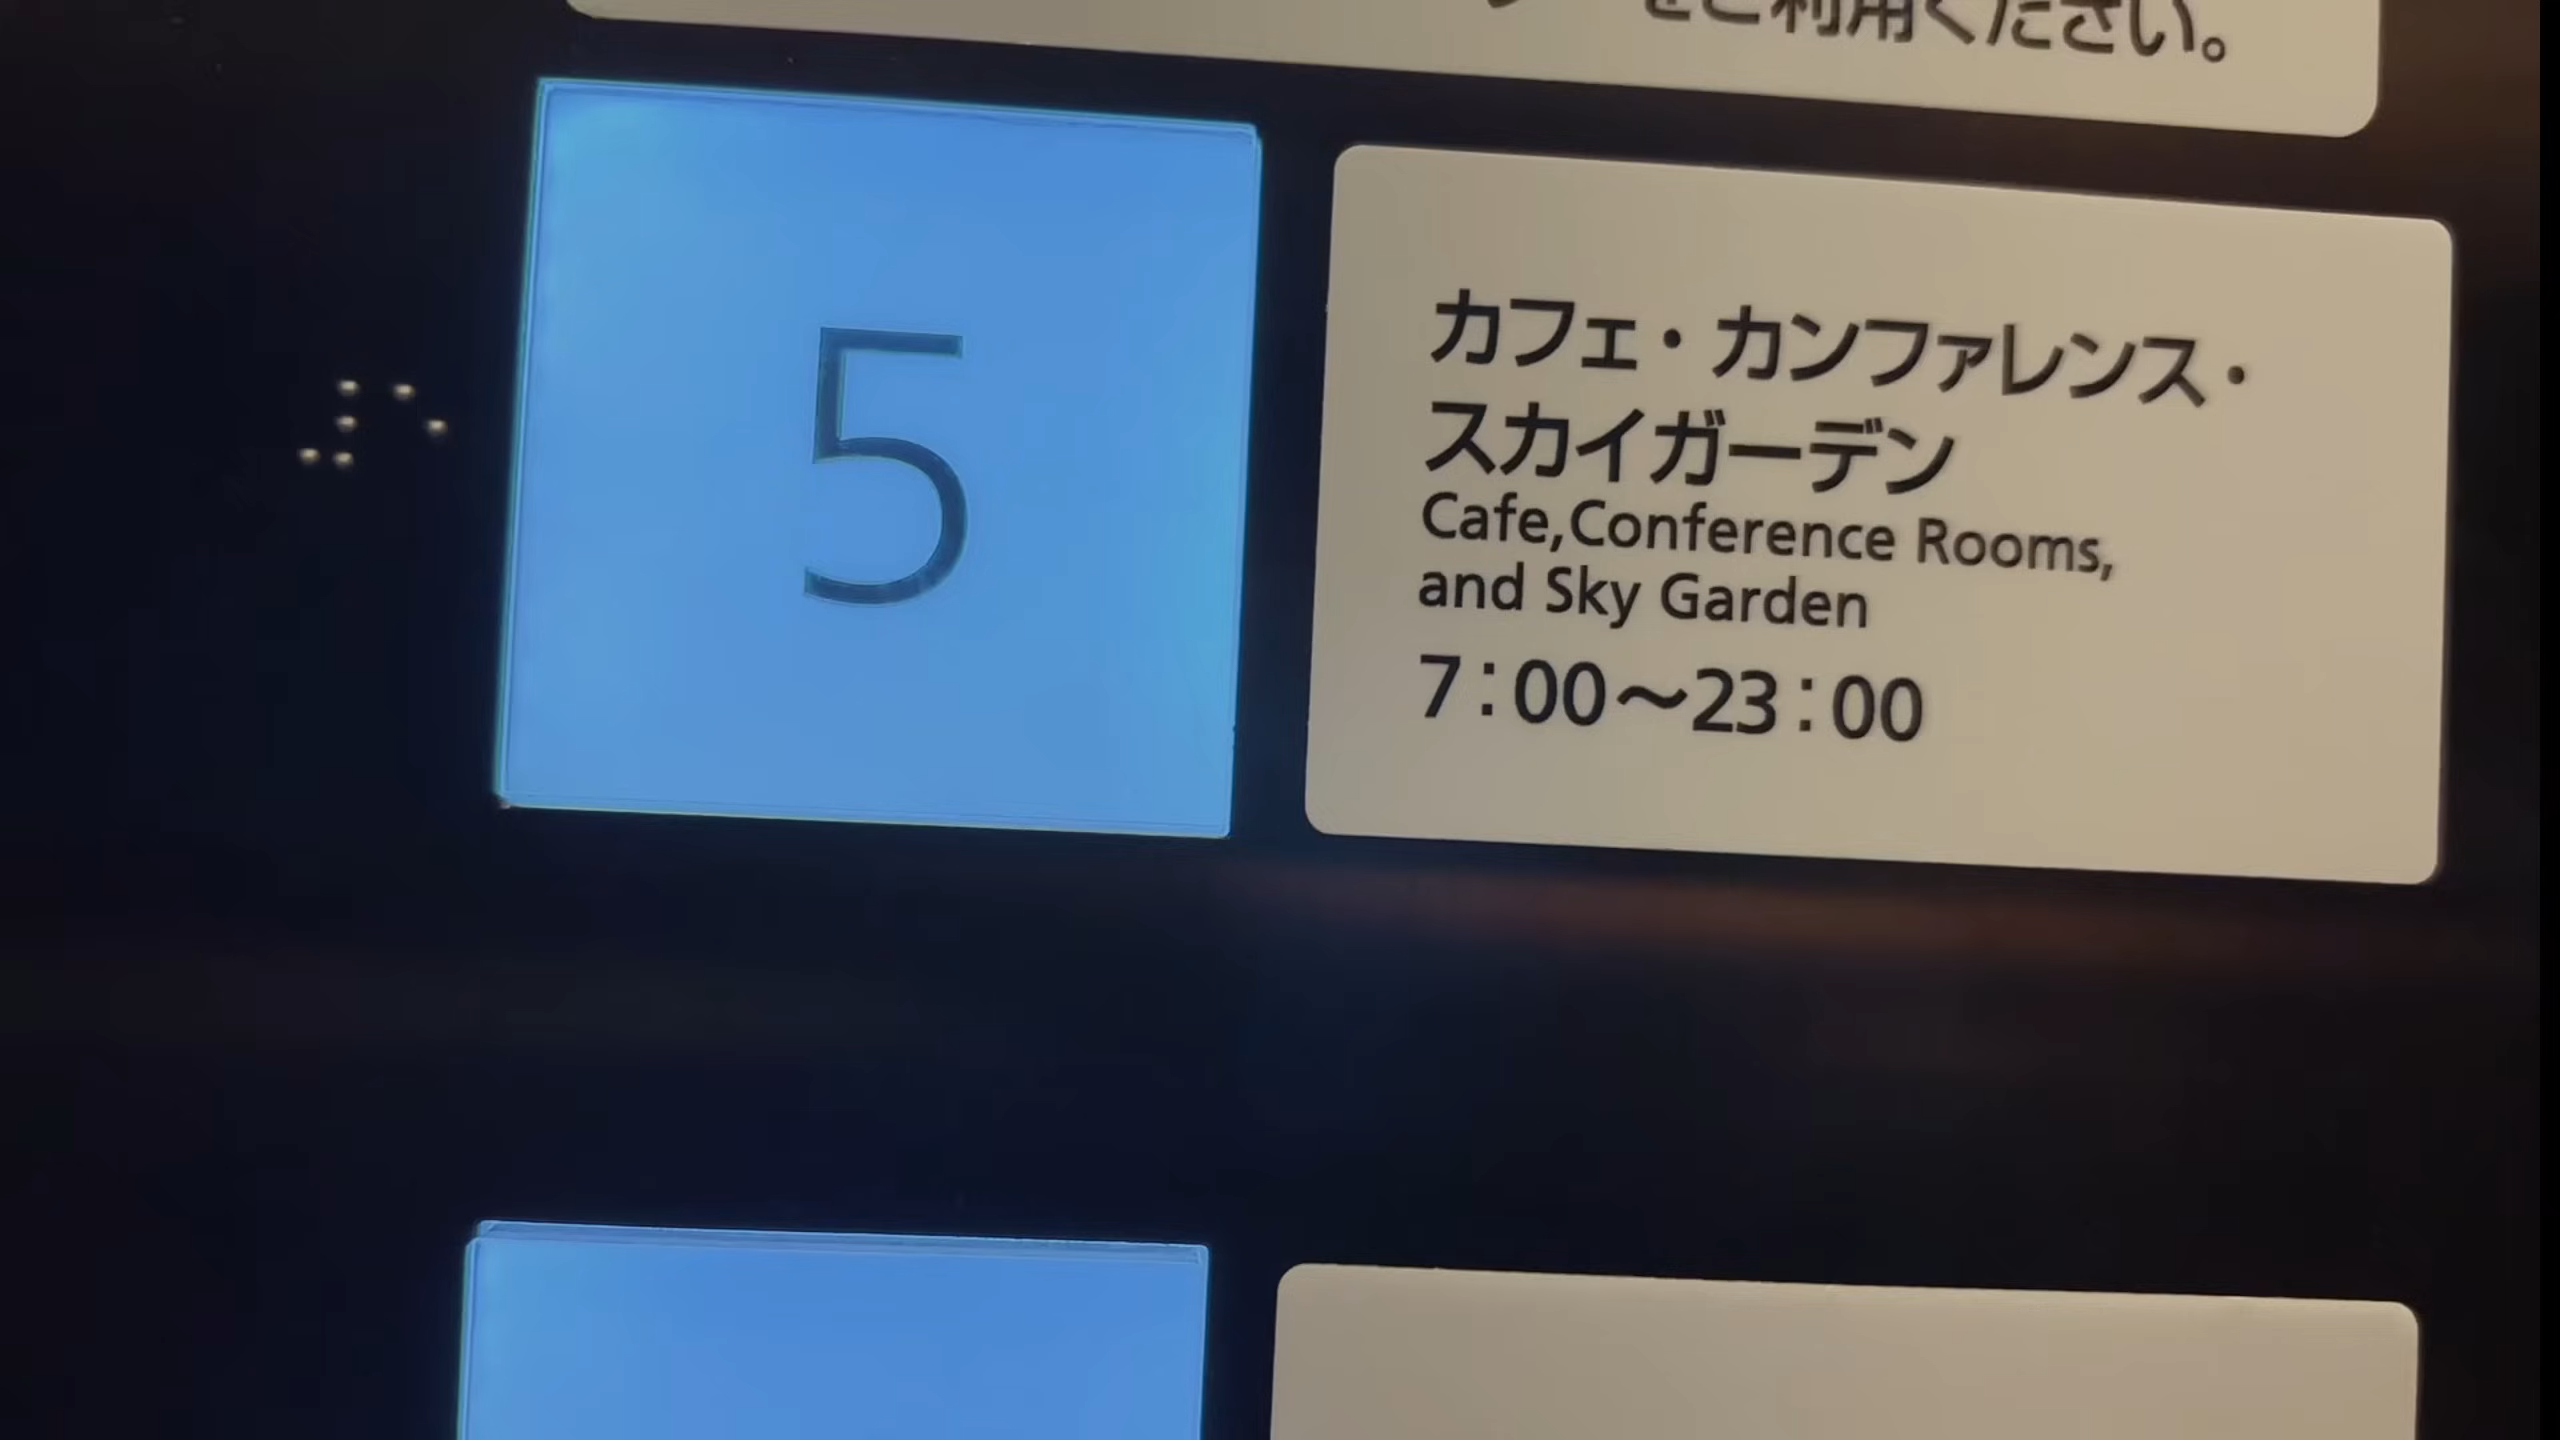 をご利用ください。
5
カフェ・カンファレンス・
スカイガーデン
Cafe,Conference Rooms,
and Sky Garden
7：00〜23：00